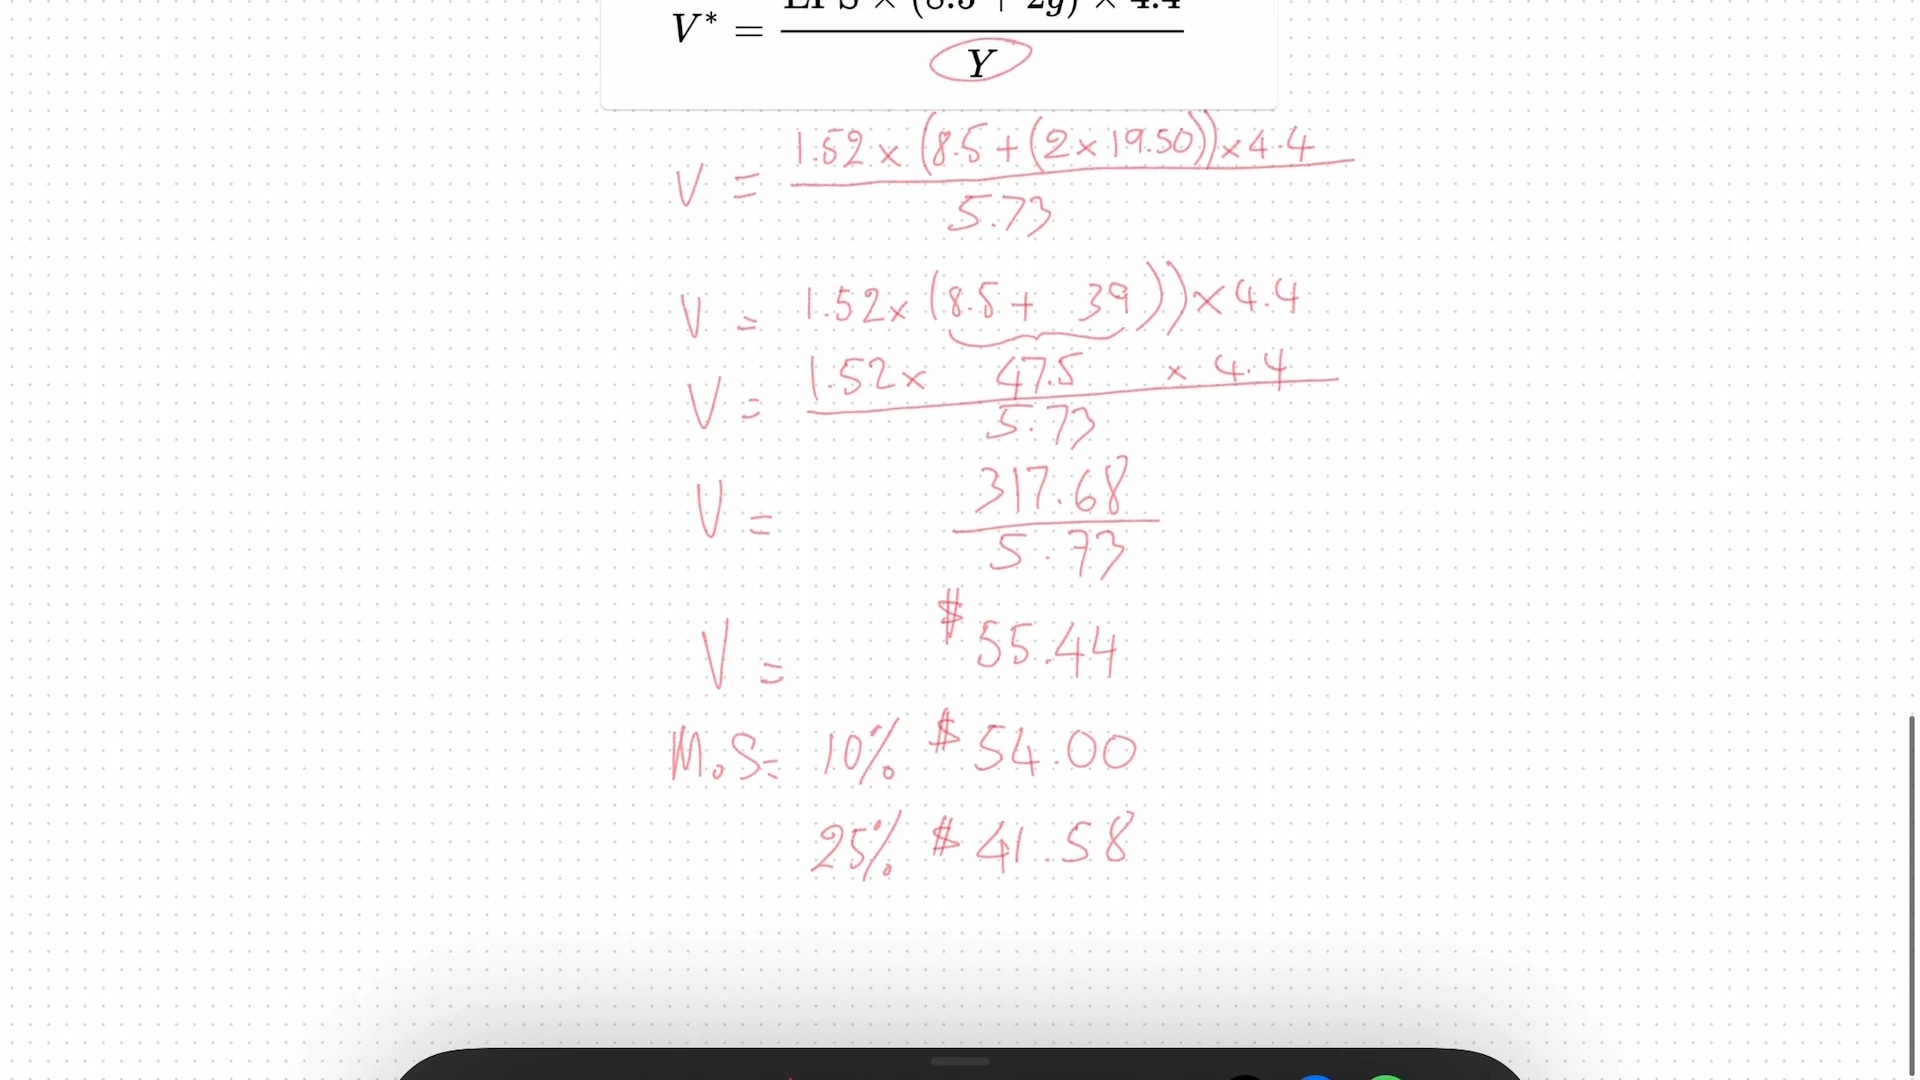 V* = EPS × (8.5 + 2g) × 4.4
Y
V = 1.52 x (8.5 + (2 x 19.50)) x 4.4
5.73
V = 1.52 x (8.5 + 39)) x 4.4
V = 1.52 x 47.5 x 4.4
5.73
V = 317.68
5.73
V = $55.44
M.S= 10% $54.00
25% $41.58